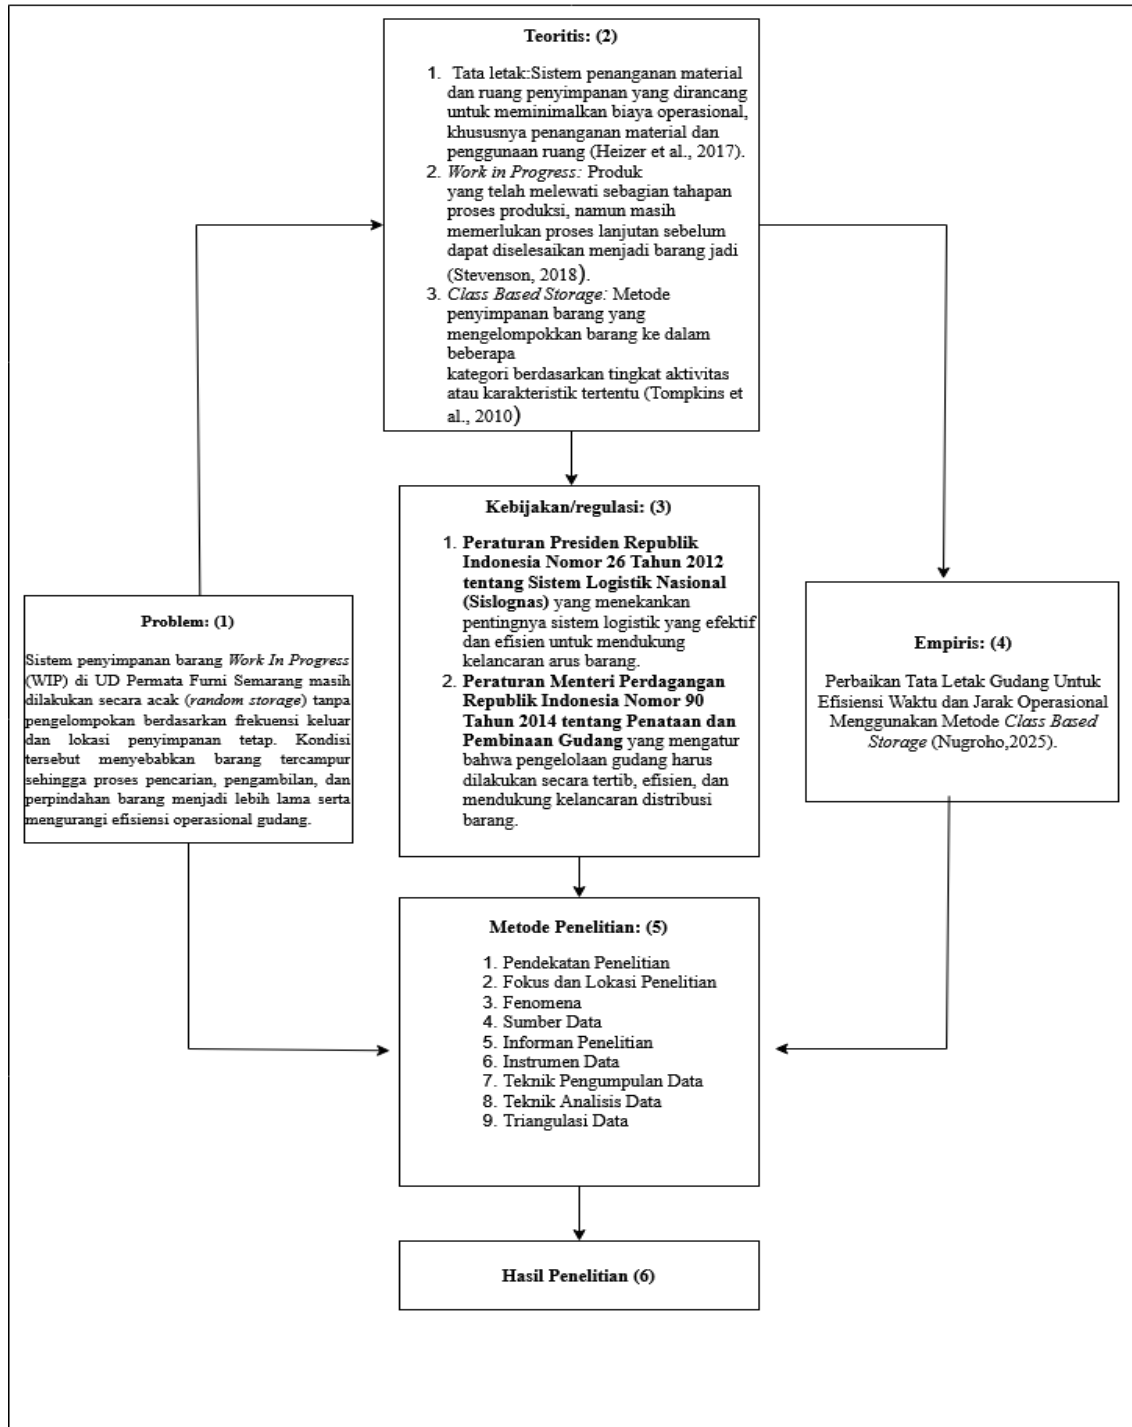 Teoritis: (2)
1. Tata letak:Sistem penanganan material
dan ruang penyimpanan yang dirancang
untuk meminimalkan biaya operasional,
khususnya penanganan material dan
penggunaan ruang (Heizer et al., 2017).
2. Work in Progress: Produk
yang telah melewati sebagian tahapan
proses produksi, namun masih
memerlukan proses lanjutan sebelum
dapat diselesaikan menjadi barang jadi
(Stevenson, 2018).
3. Class Based Storage: Metode
penyimpanan barang yang
mengelompokkan barang ke dalam
beberapa
kategori berdasarkan tingkat aktivitas
atau karakteristik tertentu (Tompkins et
al., 2010)
Problem: (1)
Sistem penyimpanan barang Work In Progress
(WIP) di UD Permata Furni Semarang masih
dilakukan secara acak (random storage) tanpa
pengelompokan berdasarkan frekuensi keluar
dan lokasi penyimpanan tetap. Kondisi
tersebut menyebabkan barang tercampur
sehingga proses pencarian, pengambilan, dan
perpindahan barang menjadi lebih lama serta
mengurangi efisiensi operasional gudang.
Kebijakan/regulasi: (3)
1. Peraturan Presiden Republik
Indonesia Nomor 26 Tahun 2012
tentang Sistem Logistik Nasional
(Sislognas) yang menekankan
pentingnya sistem logistik yang efektif
dan efisien untuk mendukung
kelancaran arus barang.
2. Peraturan Menteri Perdagangan
Republik Indonesia Nomor 90
Tahun 2014 tentang Penataan dan
Pembinaan Gudang yang mengatur
bahwa pengelolaan gudang harus
dilakukan secara tertib, efisien, dan
mendukung kelancaran distribusi
barang.
Empiris: (4)
Perbaikan Tata Letak Gudang Untuk
Efisiensi Waktu dan Jarak Operasional
Menggunakan Metode Class Based
Storage (Nugroho,2025).
Metode Penelitian: (5)
1. Pendekatan Penelitian
2. Fokus dan Lokasi Penelitian
3. Fenomena
4. Sumber Data
5. Informan Penelitian
6. Instrumen Data
7. Teknik Pengumpulan Data
8. Teknik Analisis Data
9. Triangulasi Data
Hasil Penelitian (6)